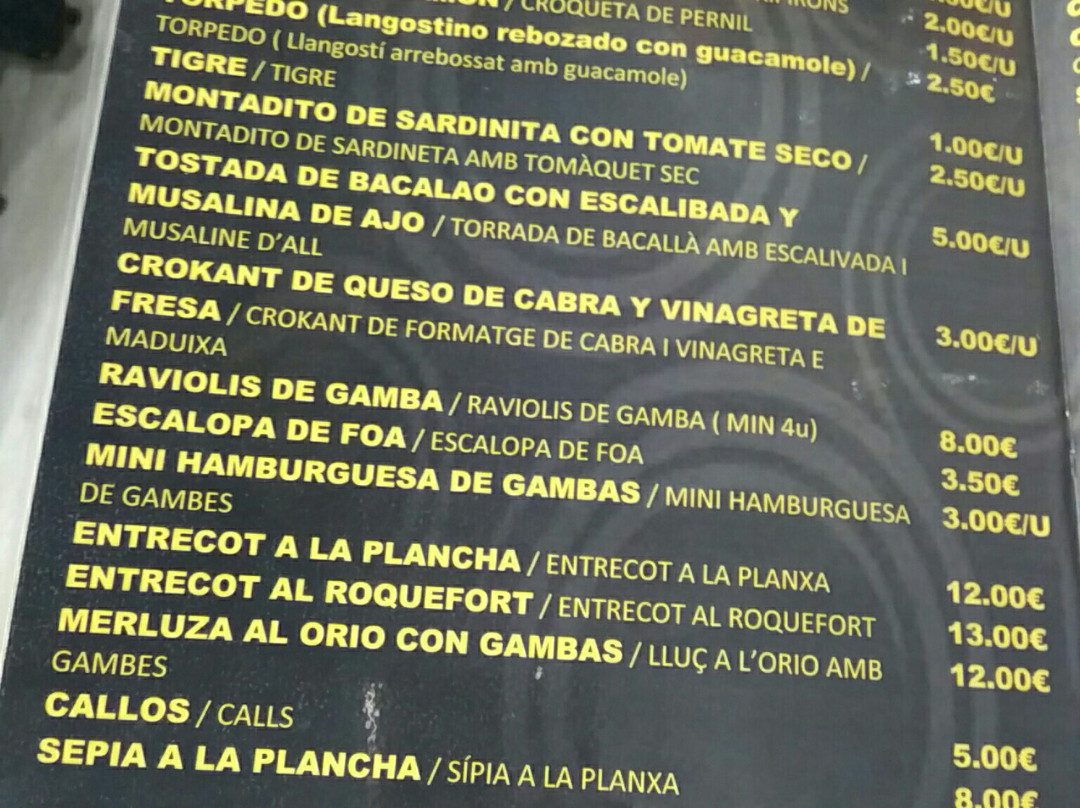 / CROQUETA DE PERNIL
2.00€/U
TORPEDO (Langostino rebozado con guacamole) /
1.50€/U
TORPEDO ( Llangostí arrebossat amb guacamole)
2.50€
TIGRE / TIGRE
1.00€/U
MONTADITO DE SARDINITA CON TOMATE SECO /
2.50€/U
MONTADITO DE SARDINETA AMB TOMÀQUET SEC
TOSTADA DE BACALAO CON ESCALIBADA Y
5.00€/U
MUSALINA DE AJO / TORRADA DE BACALLÀ AMB ESCALIVADA I
MUSALINE D'ALL
CROKANT DE QUESO DE CABRA Y VINAGRETA DE
3.00€/U
FRESA / CROKANT DE FORMATGE DE CABRA I VINAGRETA E
MADUIXA
RAVIOLIS DE GAMBA / RAVIOLIS DE GAMBA ( MIN 4u)
8.00€
ESCALOPA DE FOA / ESCALOPA DE FOA
3.50€
MINI HAMBURGUESA DE GAMBAS / MINI HAMBURGUESA
3.00€/U
DE GAMBES
ENTRECOT A LA PLANCHA / ENTRECOT A LA PLANXA
12.00€
ENTRECOT AL ROQUEFORT / ENTRECOT AL ROQUEFORT
13.00€
MERLUZA AL ORIO CON GAMBAS / LLUÇ A L'ORIO AMB
12.00€
GAMBES
CALLOS / CALLS
5.00€
SEPIA A LA PLANCHA / SÍPIA A LA PLANXA
8.00€